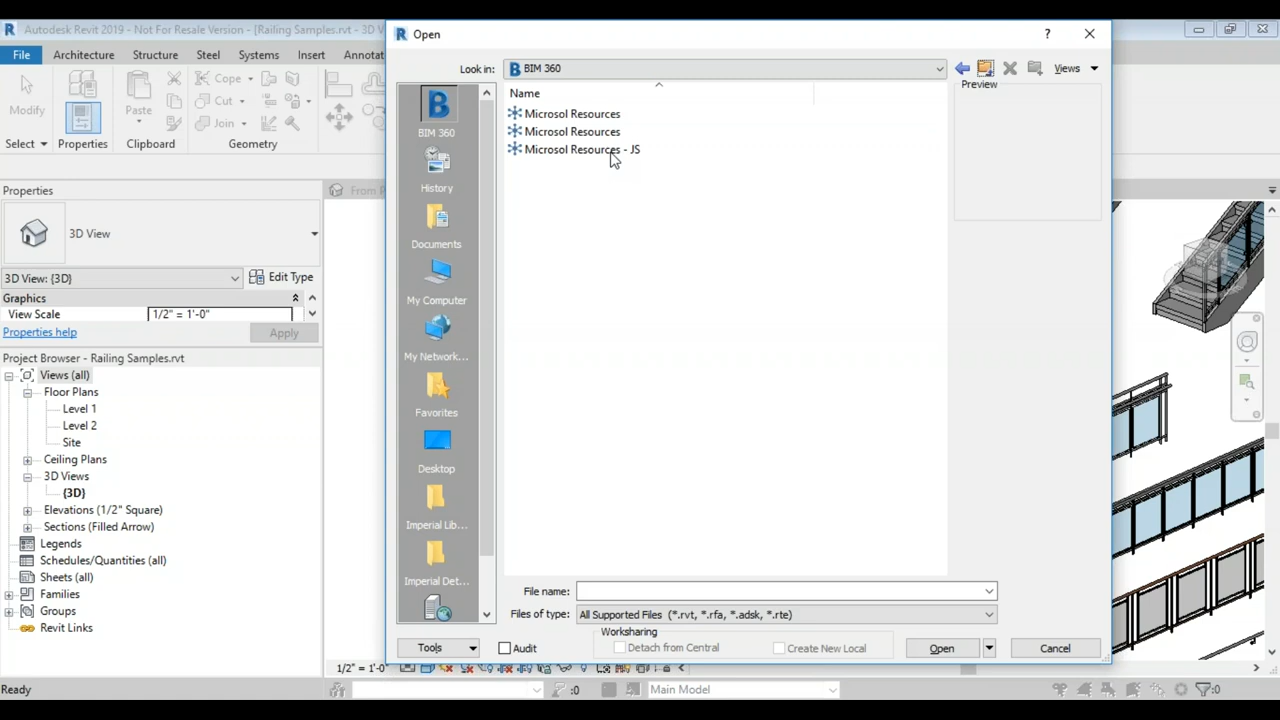 Autodesk Revit 2019 - Not For Resale Version - [Railing Samples.rvt - 3D V
File
Architecture
Structure
Steel
Systems
Insert
Annotat
Modify
Paste
Cope
Cut
Join
Select
Properties
Clipboard
Geometry
Properties
3D View
3D View: {3D}
Edit Type
Graphics
View Scale
1/2" = 1'-0"
Properties help
Apply
Project Browser - Railing Samples.rvt
Views (all)
Floor Plans
Level 1
Level 2
Site
Ceiling Plans
3D Views
{3D}
Elevations (1/2" Square)
Sections (Filled Arrow)
Legends
Schedules/Quantities (all)
Sheets (all)
Families
Groups
Revit Links
From P
Open
?
Look in:
BIM 360
Views
Name
Microsol Resources
Microsol Resources
Microsol Resources - JS
Preview
BIM 360
History
Documents
My Computer
My Network...
Favorites
Desktop
Imperial Lib...
Imperial Det...
File name:
Files of type:
All Supported Files (*.rvt, *.rfa, *.adsk, *.rte)
Worksharing
Tools
Audit
Detach from Central
Create New Local
Open
Cancel
1/2" = 1'-0"
Ready
:0
Main Model
:0